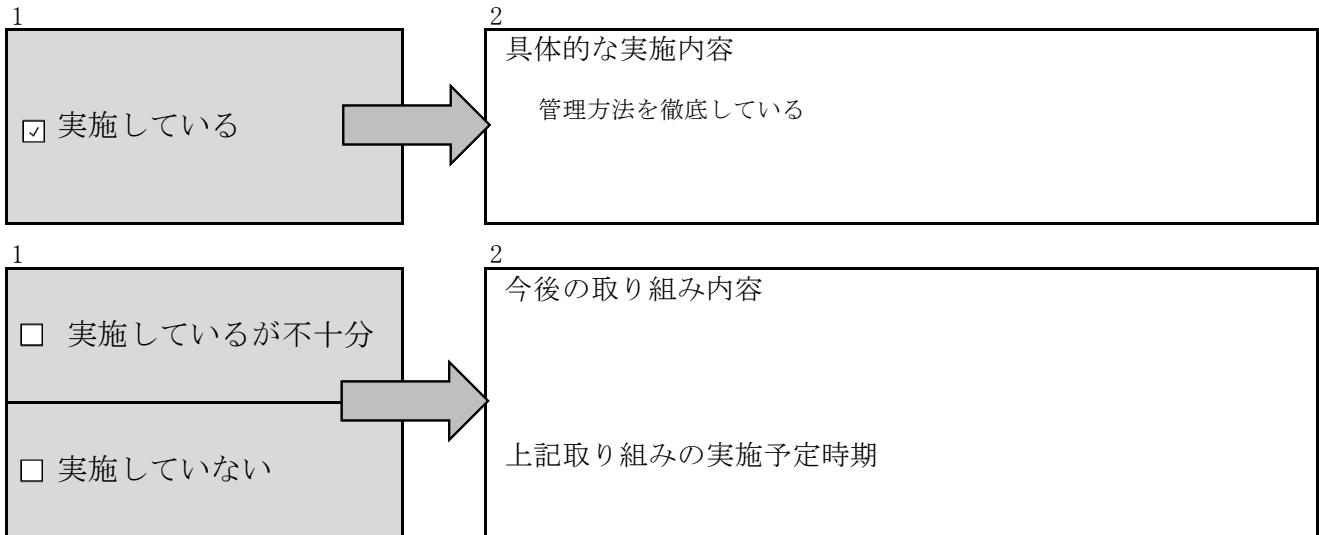 1
2
☑ 実施している
具体的な実施内容
管理方法を徹底している
1
2
☐ 実施しているが不十分
☐ 実施していない
今後の取り組み内容
上記取り組みの実施予定時期